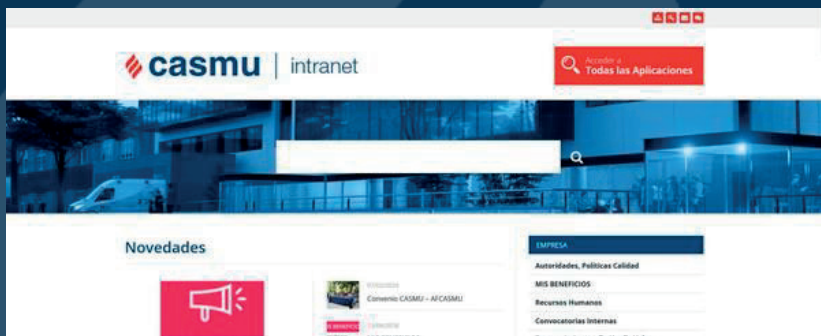 casmu | intranet
Acceder a
Todas las Aplicaciones
Novedades
Convenio CASMU – AFCASMU
EMPRESA
Autoridades, Políticas Calidad
MIS BENEFICIOS
Recursos Humanos
Convocatorias Internas